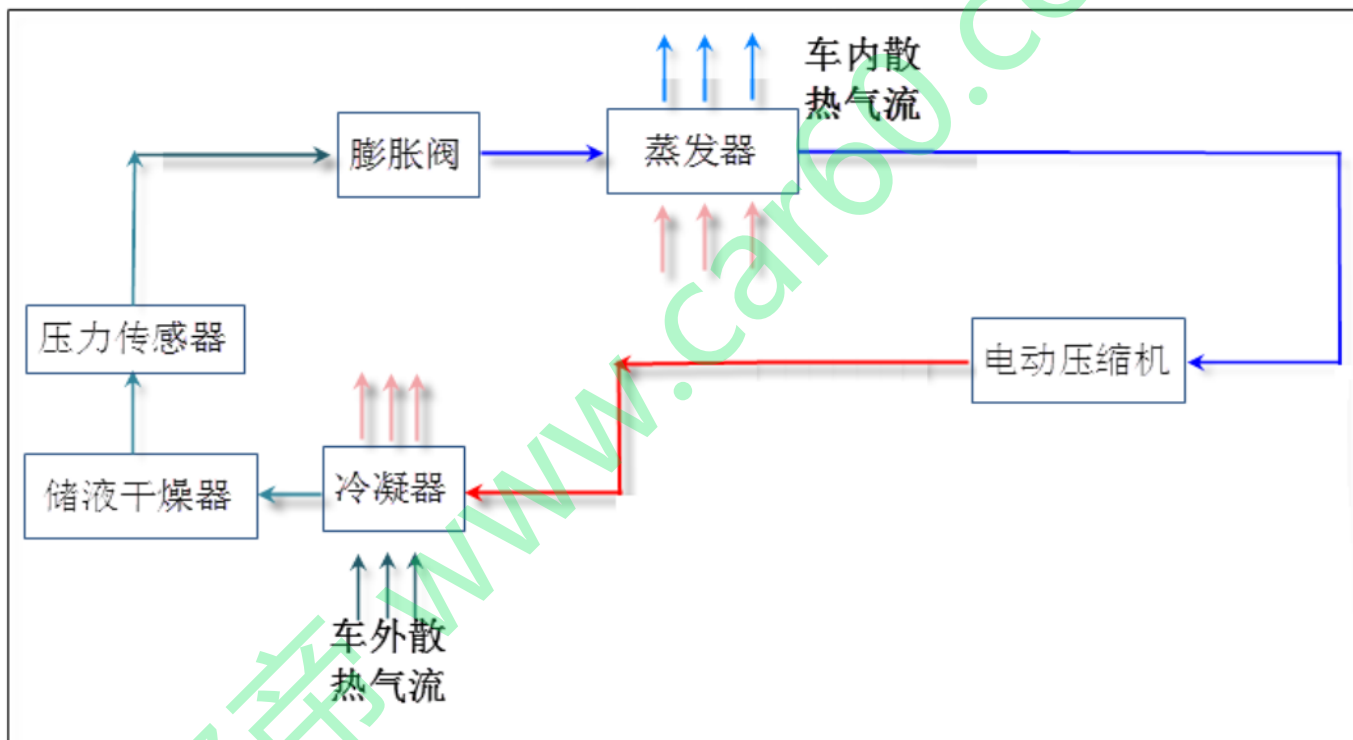 车内散
热气流
膨胀阀
蒸发器
压力传感器
电动压缩机
储液干燥器
冷凝器
车外散
热气流
帝 www.car60.co